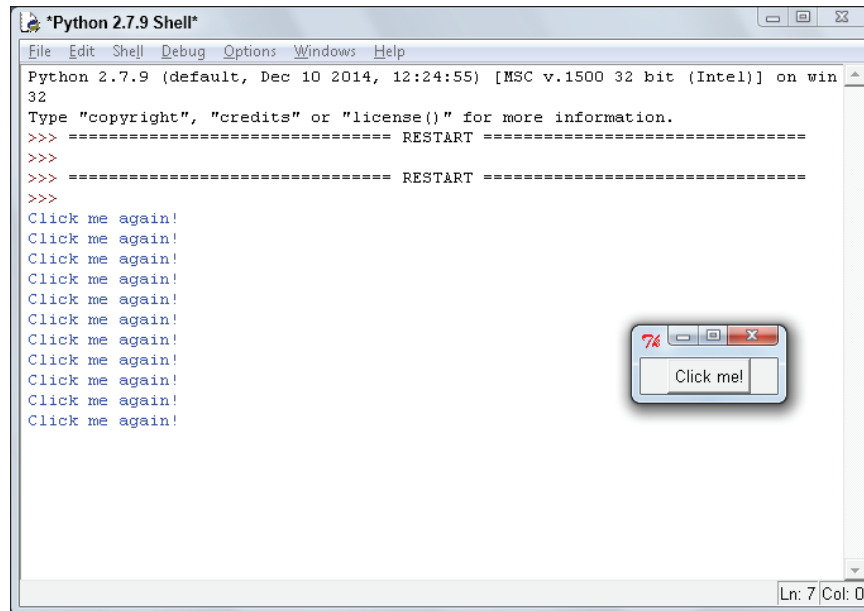 *Python 2.7.9 Shell*
File Edit Shell Debug Options Windows Help
Python 2.7.9 (default, Dec 10 2014, 12:24:55) [MSC v.1500 32 bit (Intel)] on win
32
Type "copyright", "credits" or "license()" for more information.
>>> ================================ RESTART ================================
>>>
>>> ================================ RESTART ================================
>>>
Click me again!
Click me again!
Click me again!
Click me again!
Click me again!
Click me again!
Click me again!
Click me again!
Click me again!
Click me again!
Click me again!
Tk
Click me!
Ln: 7 Col: 0